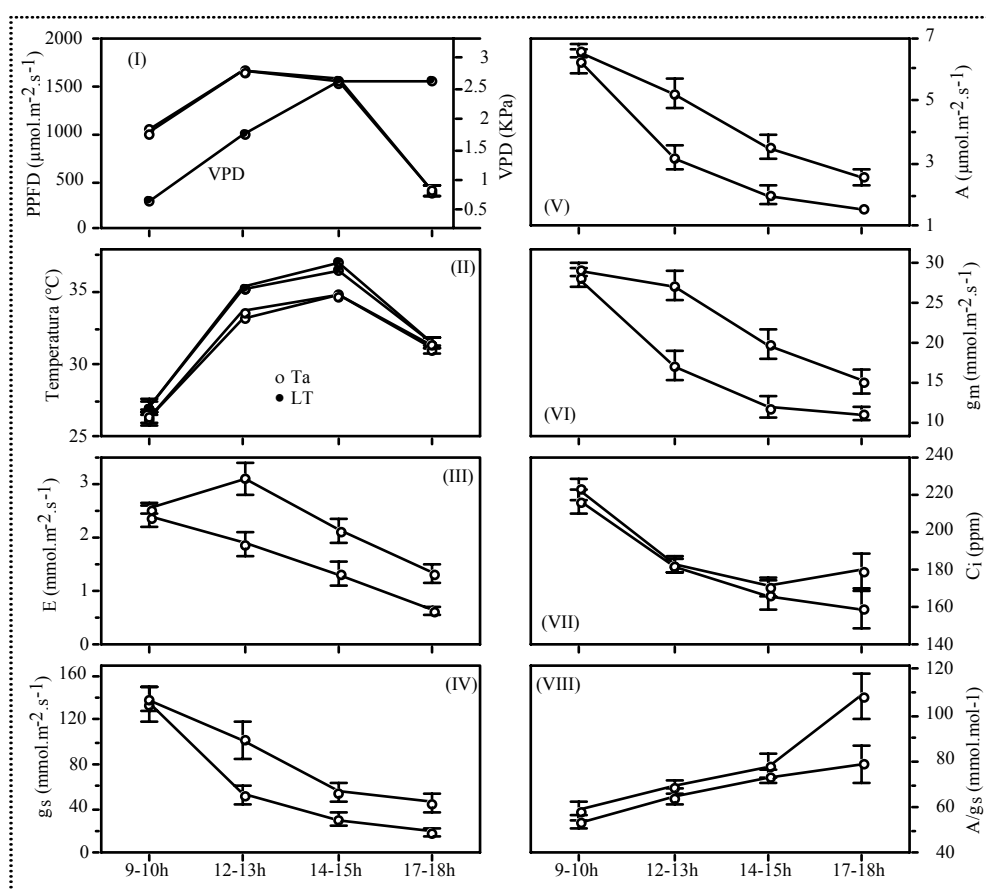 2000
1500
1000
500
0
PPFD (µmol.m-2.s-1)
(I)
VPD
3
2.5
2
1
0.5
VPD (KPa)
(V)
7
5
3
1
A (µmol.m-2.s-1)
35
30
25
Temperatura (°C)
(II)
Ta
LT
(VI)
30
25
20
15
10
gm (mmol.m-2.s-1)
3
2
1
0
E (mmol.m-2.s-1)
(III)
(VII)
240
220
200
180
160
140
Ci (ppm)
160
120
80
40
0
gs (mmol.m-2.s-1)
(IV)
9-10h 12-13h 14-15h 17-18h
(VIII)
120
100
80
60
40
A/gs (mmol.mol-1)
9-10h 12-13h 14-15h 17-18h